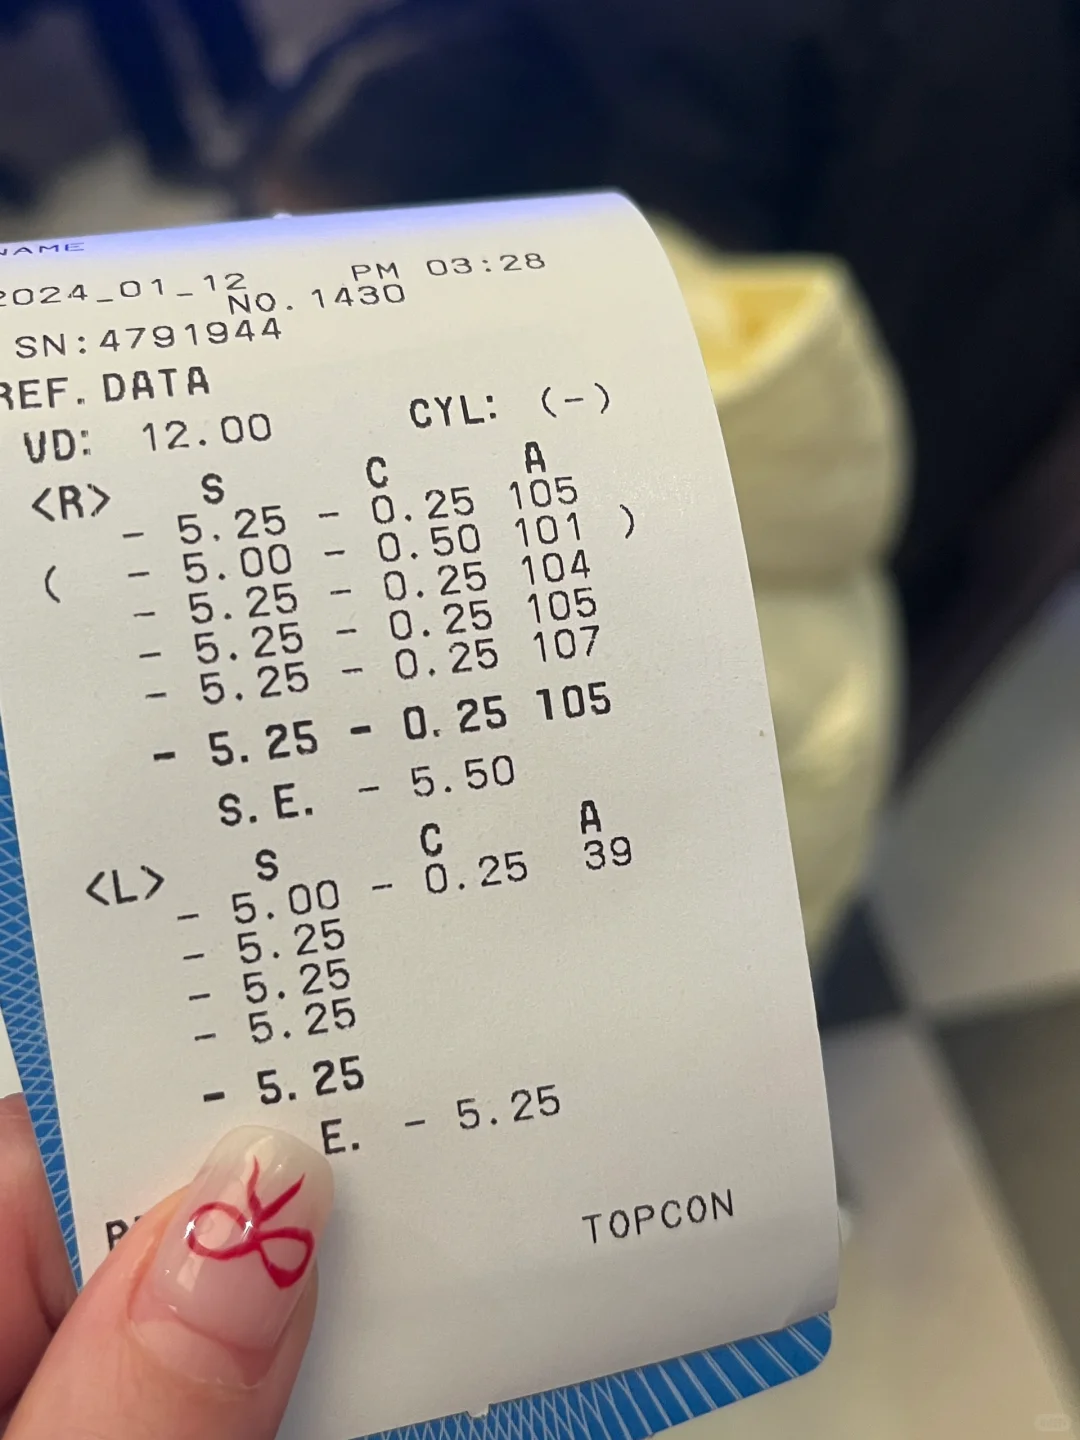 NAME
2024_01_12 PM 03:28
NO. 1430
SN:4791944
REF. DATA
VD: 12.00 CYL: (-)
<R> S C A
- 5.25 - 0.25 105
( - 5.00 - 0.50 101 )
- 5.25 - 0.25 104
- 5.25 - 0.25 105
- 5.25 - 0.25 107
- 5.25 - 0.25 105
S.E. - 5.50
<L> S C A
- 5.00 - 0.25 39
- 5.25
- 5.25
- 5.25
- 5.25
E. - 5.25
TOPCON